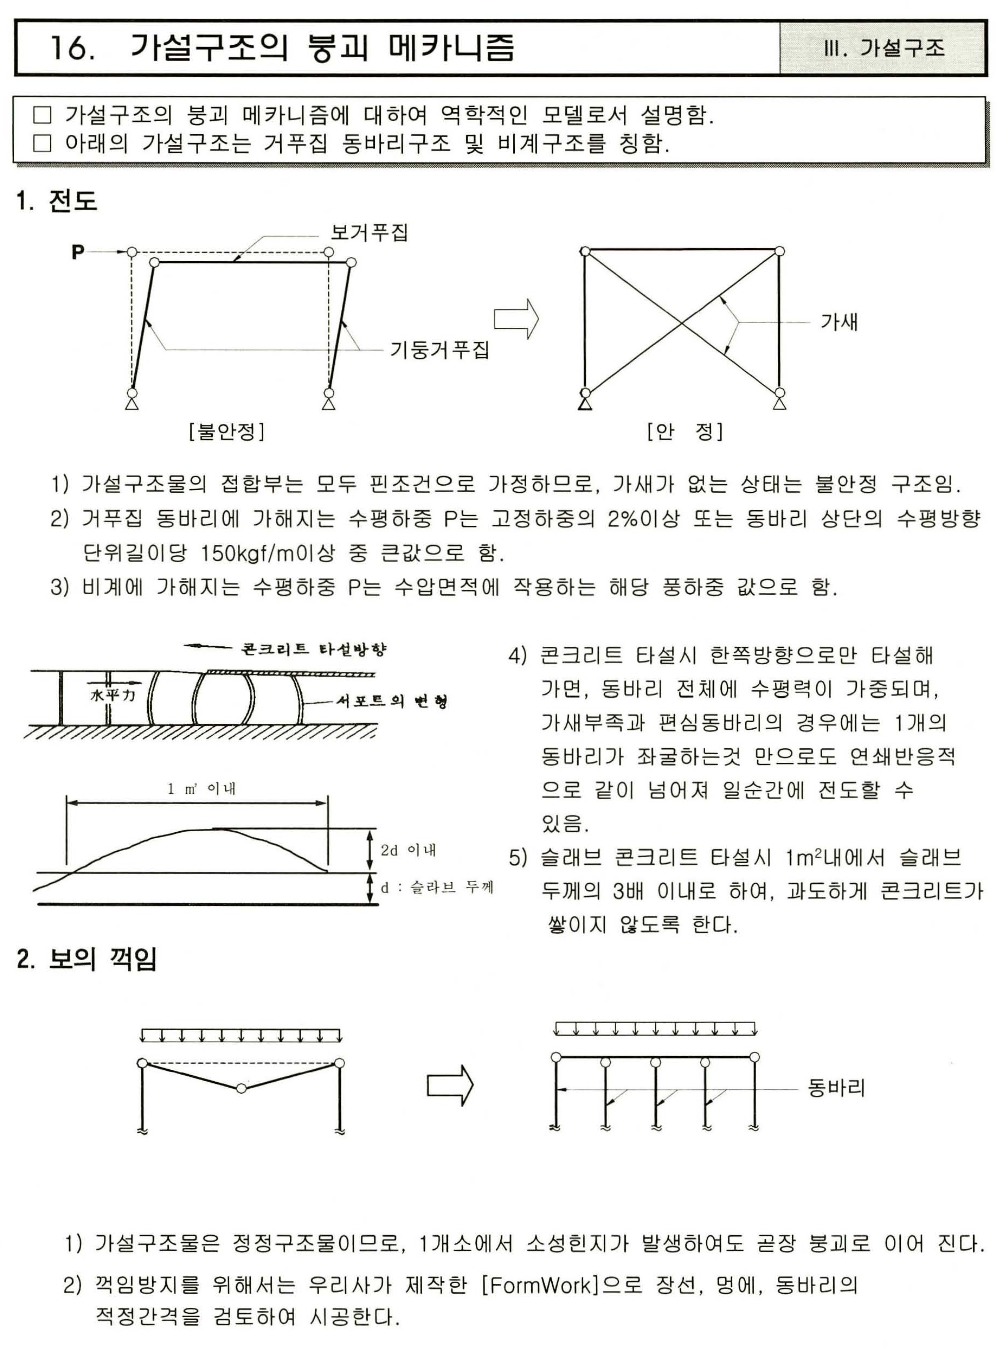 16. 가설구조의 붕괴 메카니즘
III. 가설구조
□ 가설구조의 붕괴 메카니즘에 대하여 역학적인 모델로서 설명함.
□ 아래의 가설구조는 거푸집 동바리구조 및 비계구조를 칭함.
1. 전도
보거푸집
P
기둥거푸집
가새
[불안정]
[안 정]
1) 가설구조물의 접합부는 모두 핀조건으로 가정하므로, 가새가 없는 상태는 불안정 구조임.
2) 거푸집 동바리에 가해지는 수평하중 P는 고정하중의 2%이상 또는 동바리 상단의 수평방향
단위길이당 150kgf/m이상 중 큰값으로 함.
3) 비계에 가해지는 수평하중 P는 수압면적에 작용하는 해당 풍하중 값으로 함.
콘크리트 타설방향
水平力
서포트의 변형
1 ㎡ 이내
2d 이내
d : 슬라브 두께
4) 콘크리트 타설시 한쪽방향으로만 타설해
가면, 동바리 전체에 수평력이 가중되며,
가새부족과 편심동바리의 경우에는 1개의
동바리가 좌굴하는것 만으로도 연쇄반응적
으로 같이 넘어져 일순간에 전도할 수
있음.
5) 슬래브 콘크리트 타설시 1m²내에서 슬래브
두께의 3배 이내로 하여, 과도하게 콘크리트가
쌓이지 않도록 한다.
2. 보의 꺽임
동바리
1) 가설구조물은 정정구조물이므로, 1개소에서 소성힌지가 발생하여도 곧장 붕괴로 이어 진다.
2) 꺽임방지를 위해서는 우리사가 제작한 [FormWork]으로 장선, 멍에, 동바리의
적정간격을 검토하여 시공한다.